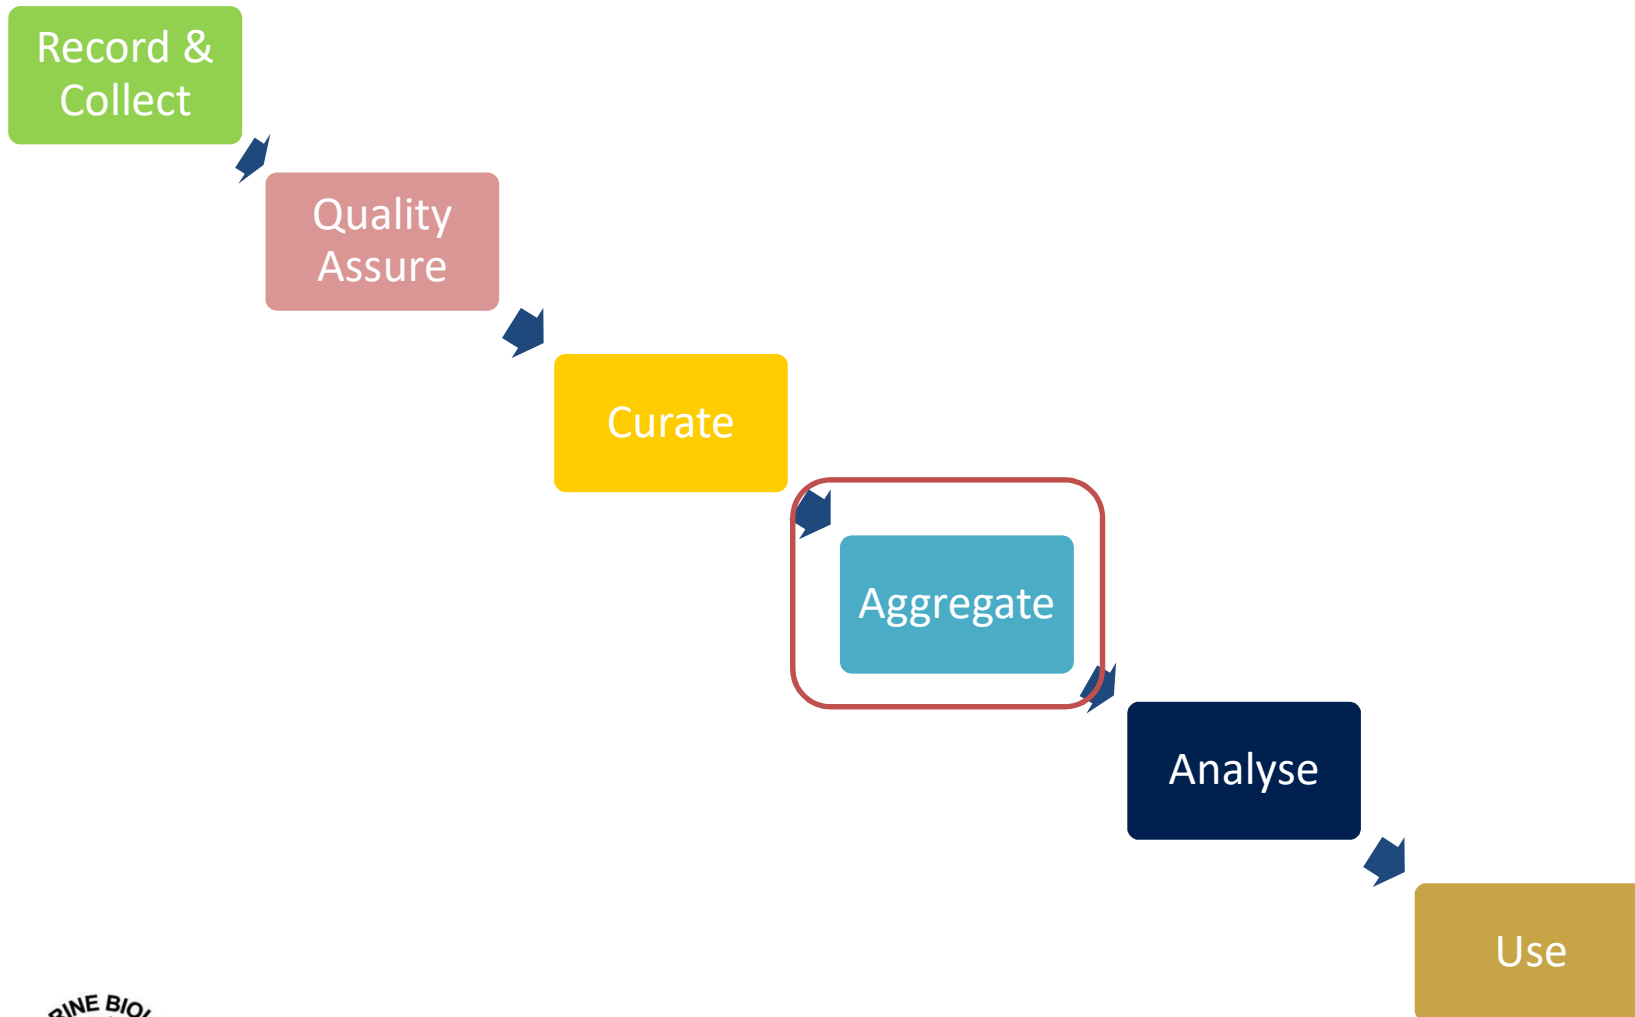 Record &
Collect
Quality
Assure
Curate
Aggregate
Analyse
Use